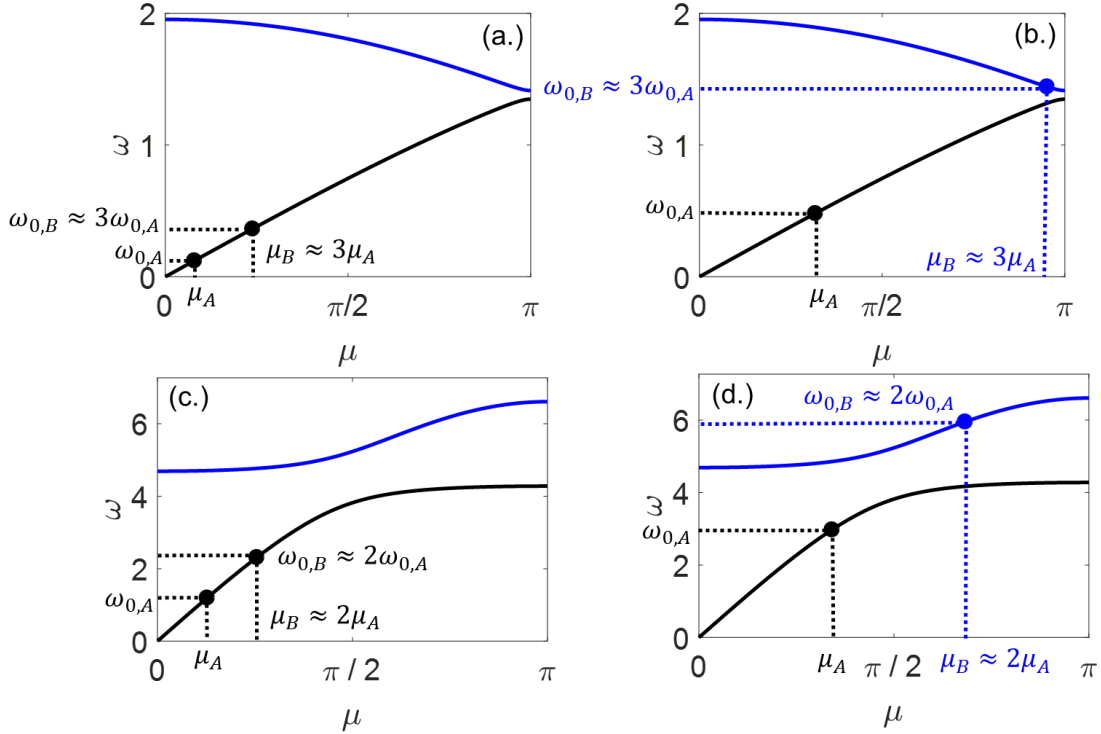 (a.)
2
1
0
ω
ω₀,B ≈ 3ω₀,A
ω₀,A
μB ≈ 3μA
μA
0
π/2
π
μ
(b.)
2
1
0
ω
ω₀,B ≈ 3ω₀,A
ω₀,A
μB ≈ 3μA
μA
0
π/2
π
μ
(c.)
6
4
2
0
ω
ω₀,B ≈ 2ω₀,A
ω₀,A
μB ≈ 2μA
μA
0
π / 2
π
μ
(d.)
6
4
2
0
ω
ω₀,B ≈ 2ω₀,A
ω₀,A
μA
μB ≈ 2μA
0
π / 2
π
μ